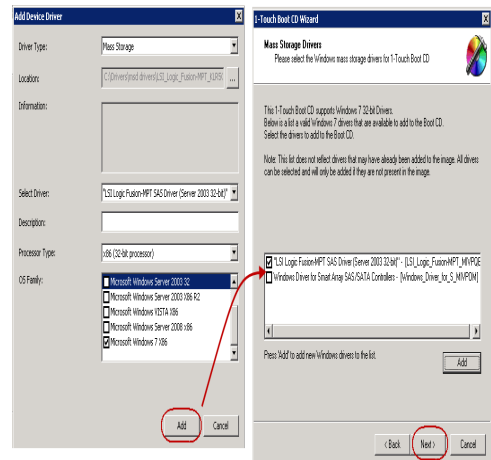 Add Device Driver
Driver Type:
Mass Storage
Location:
Information:
Select Driver:
"LSI Logic Fusion-MPT SAS Driver (Server 2003 32-bit)"
Description:
Processor Type:
x86 (32-bit processor)
OS Family:
Microsoft Windows Server 2003 32
Microsoft Windows Server 2003 X86 R2
Microsoft Windows VISTA X86
Microsoft Windows Server 2008 x86
Microsoft Windows 7 X86
Add
Cancel
1-Touch Boot CD Wizard
Mass Storage Drivers
Please select the Windows mass storage drivers for 1-Touch Boot CD
This 1-Touch Boot CD supports Windows 7 32-bit Drivers.
Below is a list a valid Windows 7 drivers that are available to add to the Boot CD.
Select the drivers to add to the Boot CD.
Note: This list does not reflect drivers that may have already been added to the image. All drivers
can be selected and will only be added if they are not present in the image.
"LSI Logic Fusion-MPT SAS Driver (Server 2003 32-bit)" - [LSI_Logic_Fusion-MPT_MIVPQE
Windows Driver for Smart Array SAS/SATA Controllers - [Windows_Driver_for_S_MIVPOM]
Press 'Add' to add new Windows drivers to the list.
Add
< Back
Next >
Cancel